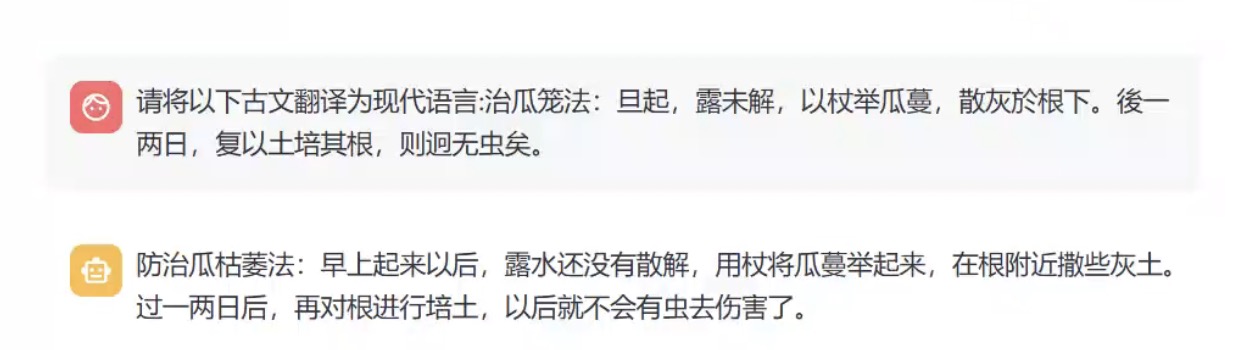 请将以下古文翻译为现代语言:治瓜笼法：旦起，露未解，以杖举瓜蔓，散灰於根下。後一
两日，复以土培其根，则迥无虫矣。
防治瓜枯萎法：早上起来以后，露水还没有散解，用杖将瓜蔓举起来，在根附近撒些灰土。
过一两日后，再对根进行培土，以后就不会有虫去伤害了。